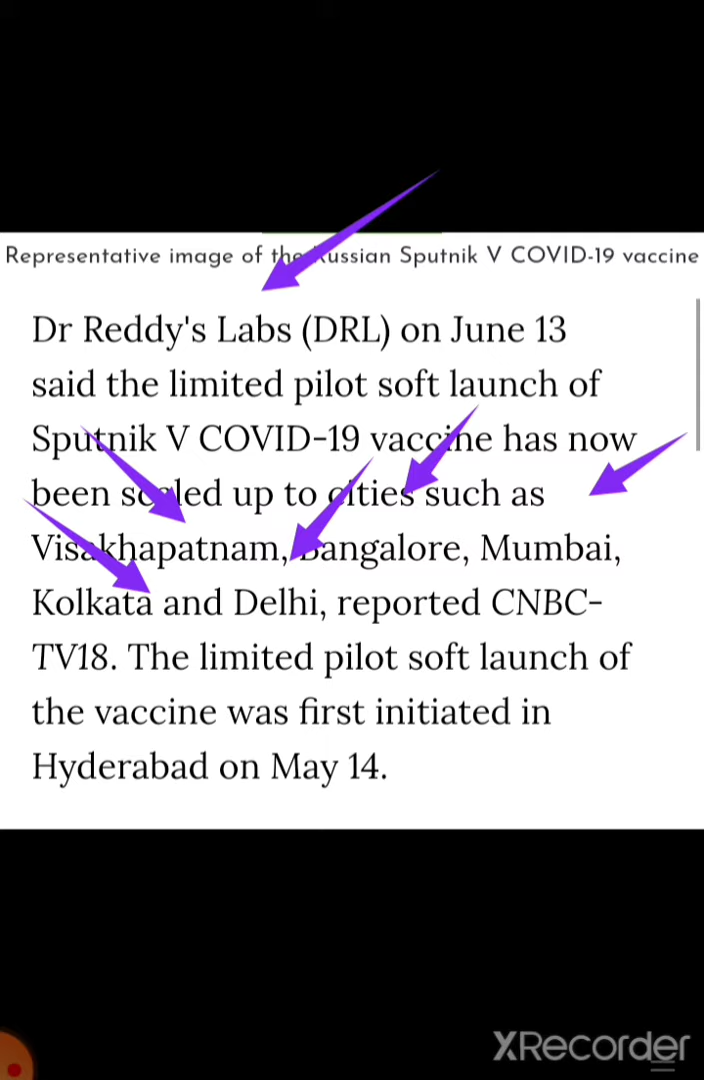 Representative image of the Russian Sputnik V COVID-19 vaccine
Dr Reddy's Labs (DRL) on June 13
said the limited pilot soft launch of
Sputnik V COVID-19 vaccine has now
been scaled up to cities such as
Visakhapatnam, Bangalore, Mumbai,
Kolkata and Delhi, reported CNBC-
TV18. The limited pilot soft launch of
the vaccine was first initiated in
Hyderabad on May 14.
XRecorder